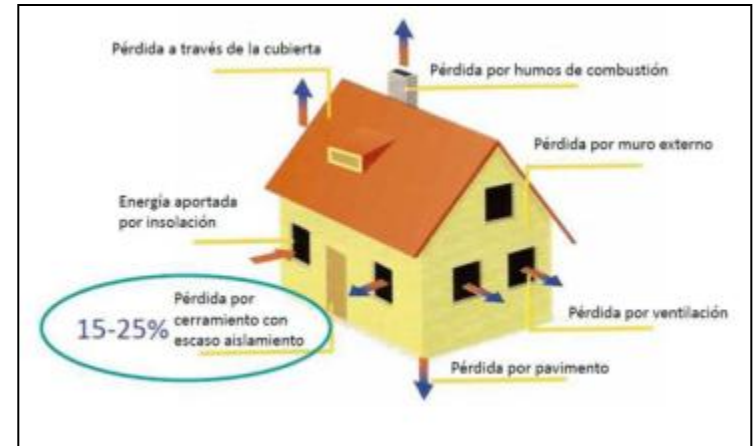 Pérdida a través de la cubierta
Pérdida por humos de combustión
Pérdida por muro externo
Energía aportada
por insolación
15-25%
Pérdida por
cerramiento con
escaso aislamiento
Pérdida por ventilación
Pérdida por pavimento